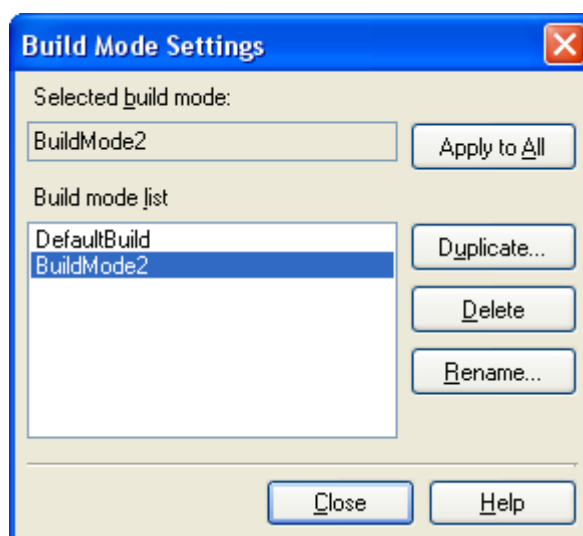 Build Mode Settings
Selected build mode:
BuildMode2
Apply to All
Build mode list
DefaultBuild
BuildMode2
Duplicate...
Delete
Rename...
Close
Help